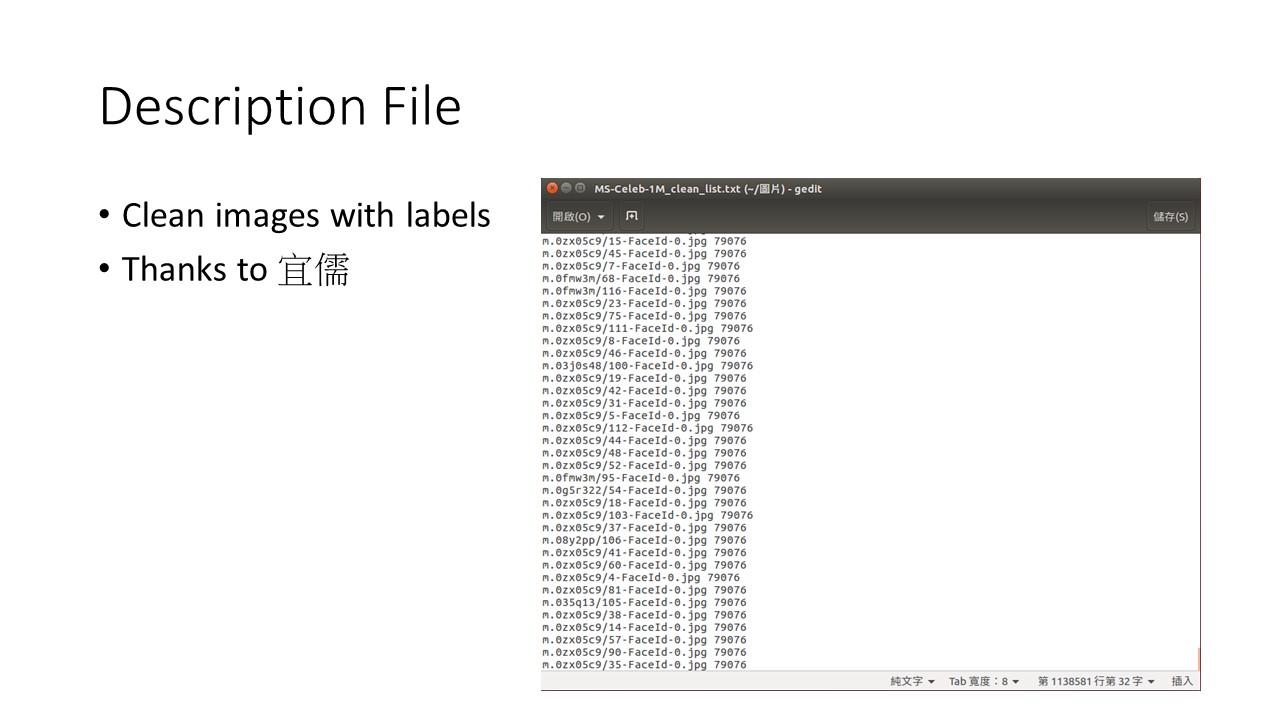 Description File
• Clean images with labels
• Thanks to 宜儒
MS-Celeb-1M_clean_list.txt (~/圖片) - gedit
開啟(O)
儲存(S)
m.0zx05c9/15-FaceId-0.jpg 79076
m.0zx05c9/45-FaceId-0.jpg 79076
m.0zx05c9/7-FaceId-0.jpg 79076
m.0fmw3m/68-FaceId-0.jpg 79076
m.0fmw3m/116-FaceId-0.jpg 79076
m.0zx05c9/23-FaceId-0.jpg 79076
m.0zx05c9/75-FaceId-0.jpg 79076
m.0zx05c9/111-FaceId-0.jpg 79076
m.0zx05c9/8-FaceId-0.jpg 79076
m.0zx05c9/46-FaceId-0.jpg 79076
m.03j0s48/100-FaceId-0.jpg 79076
m.0zx05c9/19-FaceId-0.jpg 79076
m.0zx05c9/42-FaceId-0.jpg 79076
m.0zx05c9/31-FaceId-0.jpg 79076
m.0zx05c9/5-FaceId-0.jpg 79076
m.0zx05c9/112-FaceId-0.jpg 79076
m.0zx05c9/44-FaceId-0.jpg 79076
m.0zx05c9/48-FaceId-0.jpg 79076
m.0zx05c9/52-FaceId-0.jpg 79076
m.0fmw3m/95-FaceId-0.jpg 79076
m.0g5r322/54-FaceId-0.jpg 79076
m.0zx05c9/18-FaceId-0.jpg 79076
m.0zx05c9/103-FaceId-0.jpg 79076
m.0zx05c9/37-FaceId-0.jpg 79076
m.08y2pp/106-FaceId-0.jpg 79076
m.0zx05c9/41-FaceId-0.jpg 79076
m.0zx05c9/60-FaceId-0.jpg 79076
m.0zx05c9/4-FaceId-0.jpg 79076
m.0zx05c9/81-FaceId-0.jpg 79076
m.035q13/105-FaceId-0.jpg 79076
m.0zx05c9/38-FaceId-0.jpg 79076
m.0zx05c9/14-FaceId-0.jpg 79076
m.0zx05c9/57-FaceId-0.jpg 79076
m.0zx05c9/90-FaceId-0.jpg 79076
m.0zx05c9/35-FaceId-0.jpg 79076
純文字 Tab 寬度：8 第 1138581 行第 32 字 插入